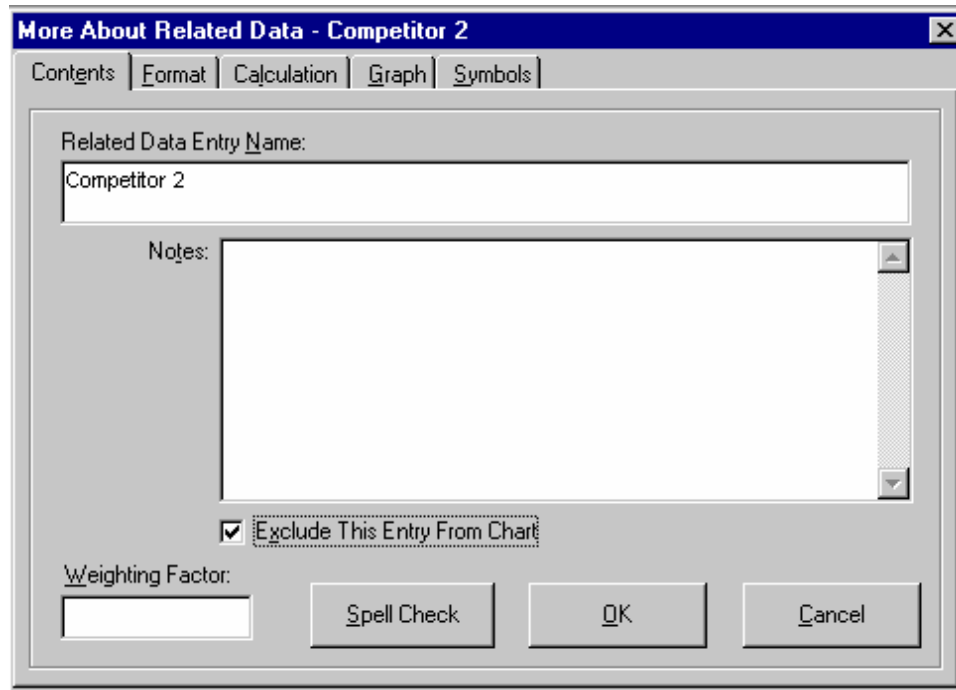 More About Related Data - Competitor 2
Contents Format Calculation Graph Symbols
Related Data Entry Name:
Competitor 2
Notes:
Exclude This Entry From Chart
Weighting Factor:
Spell Check OK Cancel